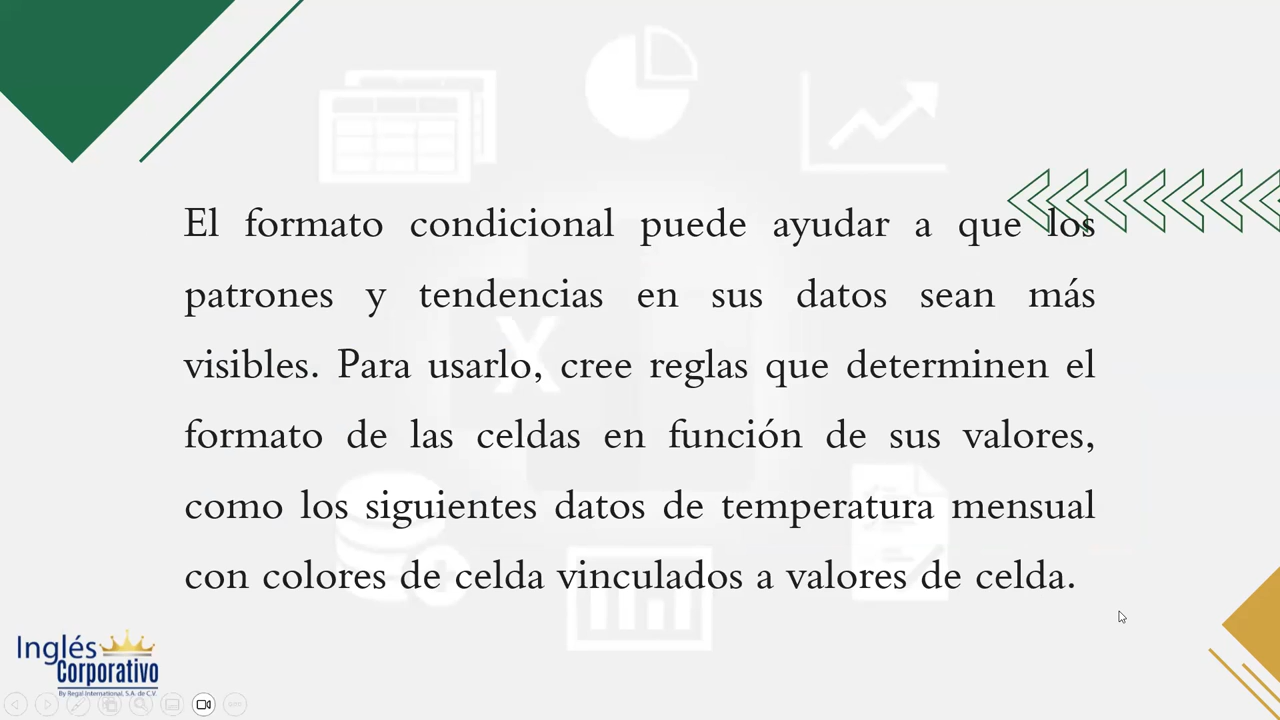 El formato condicional puede ayudar a que los
patrones y tendencias en sus datos sean más
visibles. Para usarlo, cree reglas que determinen el
formato de las celdas en función de sus valores,
como los siguientes datos de temperatura mensual
con colores de celda vinculados a valores de celda.
X
Inglés
Corporativo
By Regal International, S.A. de C.V.